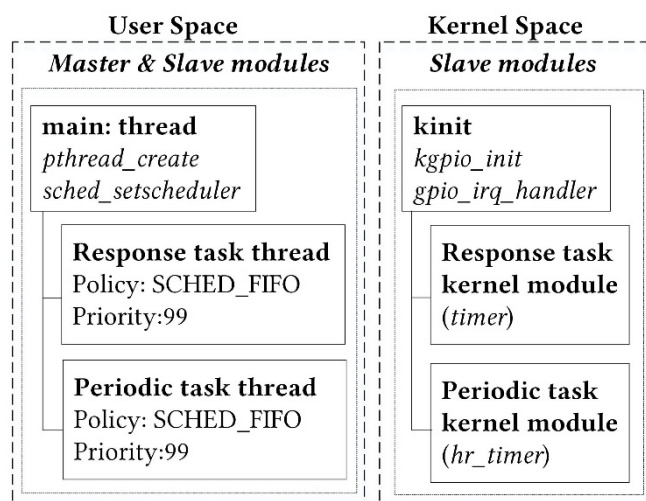 User Space
Master & Slave modules
main: thread
pthread_create
sched_setscheduler
Response task thread
Policy: SCHED_FIFO
Priority:99
Periodic task thread
Policy: SCHED_FIFO
Priority:99
Kernel Space
Slave modules
kinit
kgpio_init
gpio_irq_handler
Response task
kernel module
(timer)
Periodic task
kernel module
(hr_timer)